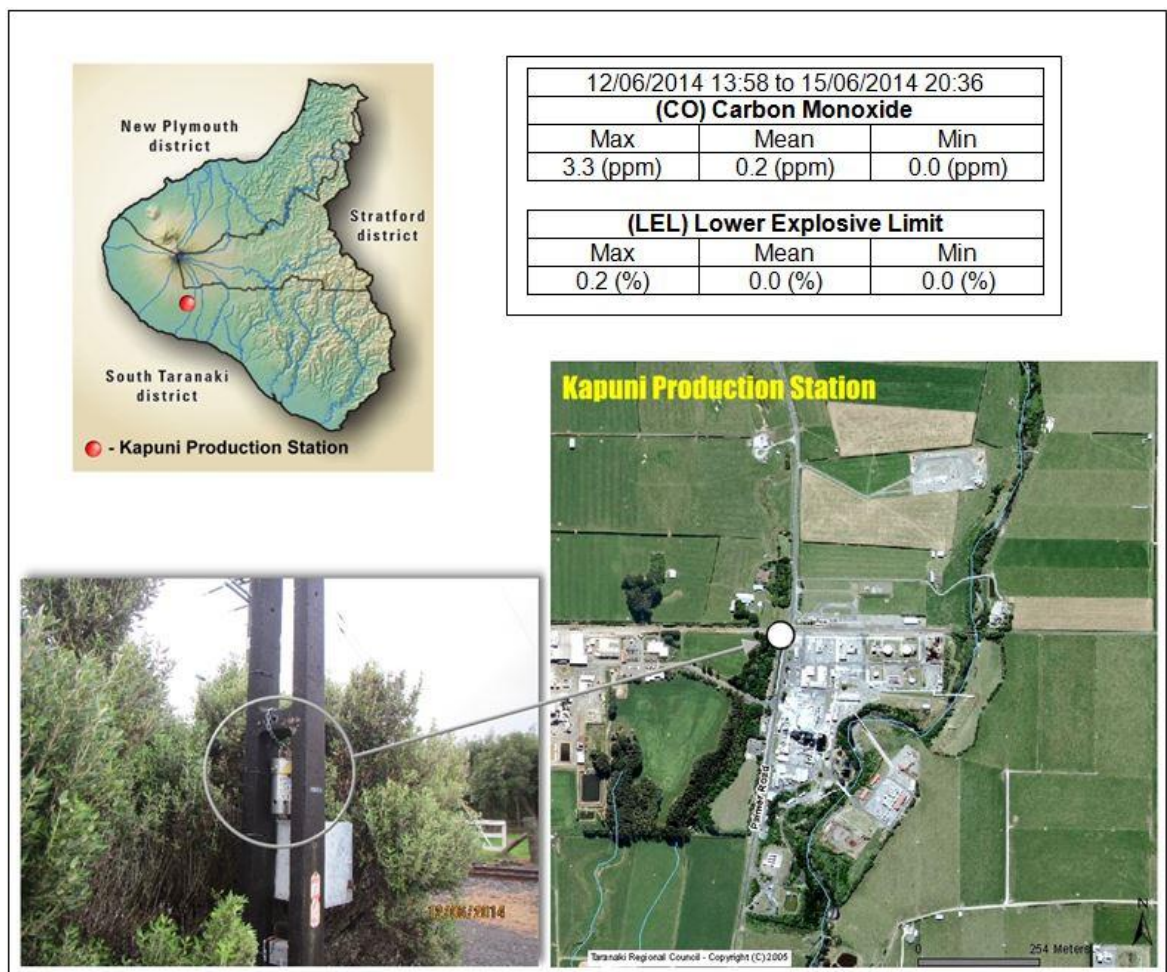 New Plymouth
district
Stratford
district
South Taranaki
district
- Kapuni Production Station
12/06/2014 13:58 to 15/06/2014 20:36
(CO) Carbon Monoxide
Max Mean Min
3.3 (ppm) 0.2 (ppm) 0.0 (ppm)
(LEL) Lower Explosive Limit
Max Mean Min
0.2 (%) 0.0 (%) 0.0 (%)
Kapuni Production Station
Palmer Road
N
0 254 Meters
Taranaki Regional Council - Copyright (C)2005
12/06/2014